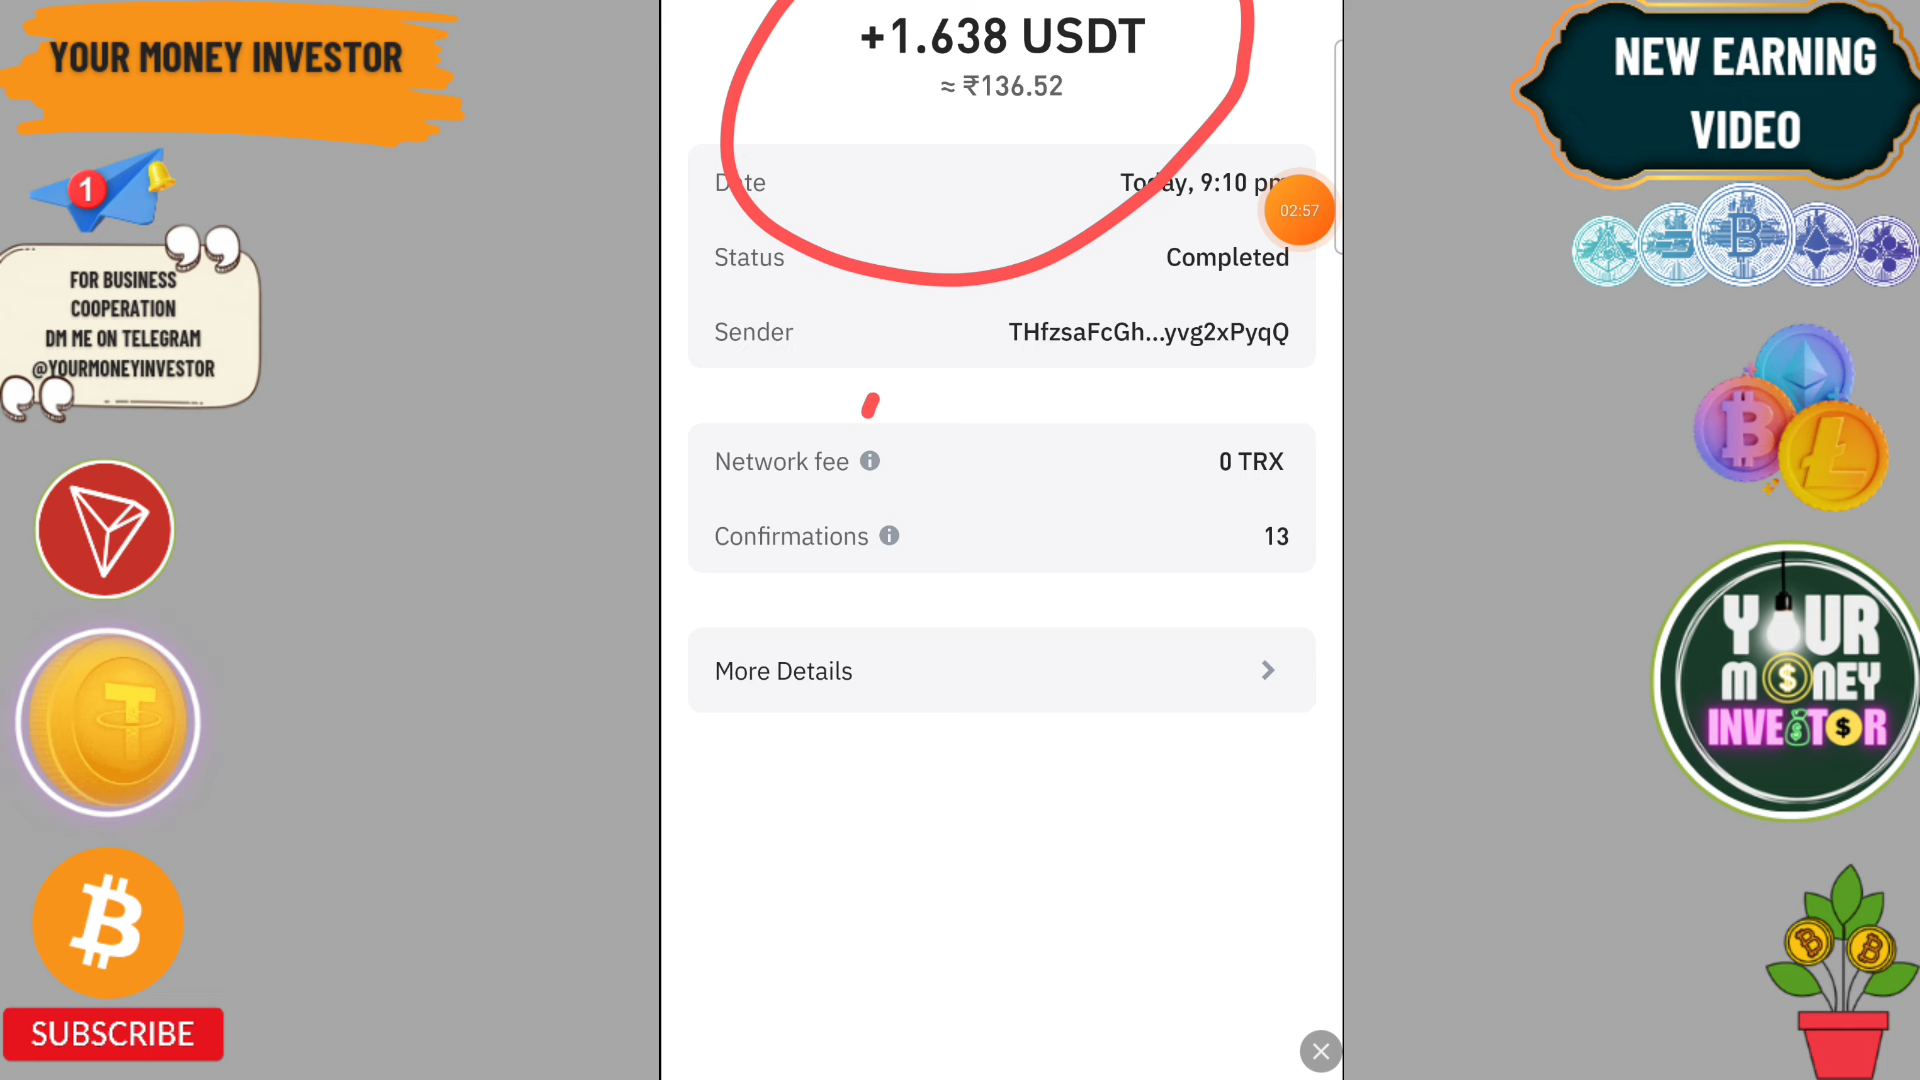 YOUR MONEY INVESTOR
1
FOR BUSINESS
COOPERATION
DM ME ON TELEGRAM
@YOURMONEYINVESTOR
SUBSCRIBE
+1.638 USDT
≈ ₹136.52
Date Today, 9:10 pm
02:57
Status Completed
Sender THfzsaFcGh...yvg2xPyqQ
Network fee 0 TRX
Confirmations 13
More Details
NEW EARNING
VIDEO
YOUR
MONEY
INVESTOR